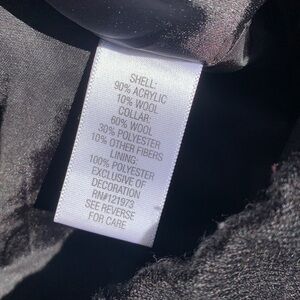 SHELL:
90% ACRYLIC
10% WOOL
COLLAR:
60% WOOL
30% POLYESTER
10% OTHER FIBERS
LINING:
100% POLYESTER
EXCLUSIVE OF
DECORATION
RN#121973
SEE REVERSE
FOR CARE